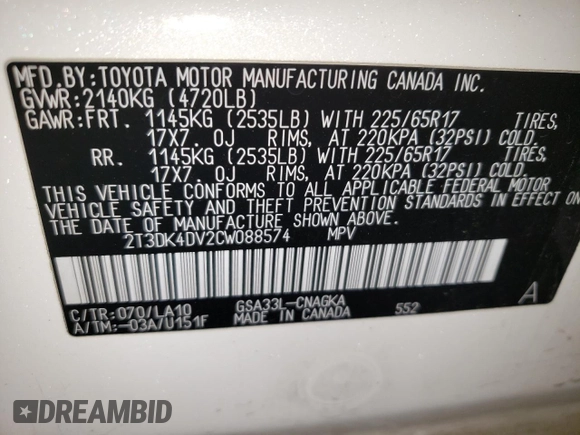 MFD.BY:TOYOTA MOTOR MANUFACTURING CANADA INC.
GVWR:2140KG (4720LB)
GAWR:FRT. 1145KG (2535LB) WITH 225/65R17 TIRES,
17X7. 0J RIMS, AT 220KPA (32PSI) COLD.
RR. 1145KG (2535LB) WITH 225/65R17 TIRES,
17X7. 0J RIMS, AT 220KPA (32PSI) COLD.
THIS VEHICLE CONFORMS TO ALL APPLICABLE FEDERAL MOTOR
VEHICLE SAFETY AND THEFT PREVENTION STANDARDS IN EFFECT ON
THE DATE OF MANUFACTURE SHOWN ABOVE.
2T3DK4DV2CW088574 MPV
C/TR:070/LA10 GSA33L-CNAGKA 552 A
A/TM:-03A/U151F MADE IN CANADA
DREAMBID